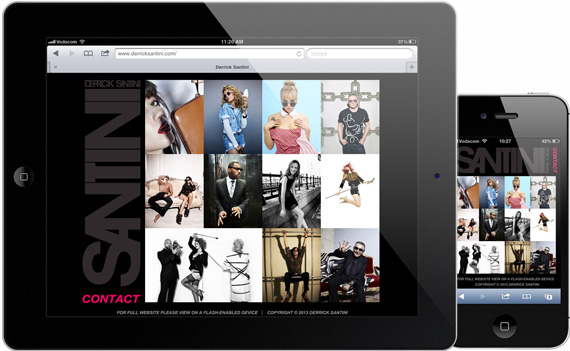 Vodacom
11:20 AM
37%
www.derricksantini.com/
Google
Derrick Santini
DERRICK SANTINI
SANTINI
CONTACT
FOR FULL WEBSITE PLEASE VIEW ON A FLASH-ENABLED DEVICE | COPYRIGHT © 2013 DERRICK SANTINI
Vodacom
10:27
42%
SANTINI
CONTACT
FOR FULL WEBSITE PLEASE VIEW ON A FLASH-ENABLED DEVICE
COPYRIGHT © 2013 DERRICK SANTINI